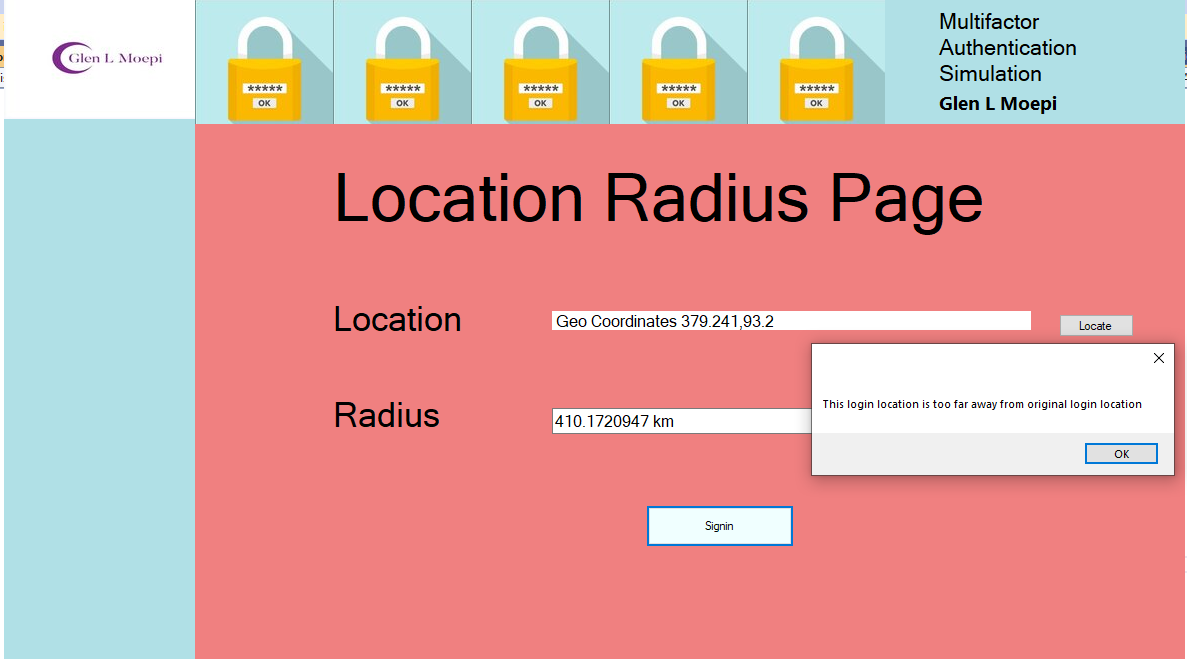 Glen L Moepi
*****
OK
*****
OK
*****
OK
*****
OK
*****
OK
Multifactor
Authentication
Simulation
Glen L Moepi
Location Radius Page
Location
Geo Coordinates 379.241,93.2
Locate
This login location is too far away from original login location
OK
Radius
410.1720947 km
Signin